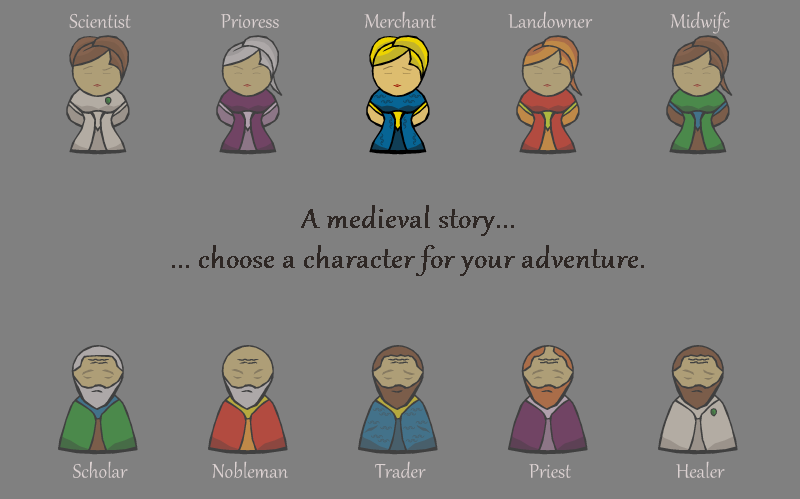 Scientist
Prioress
Merchant
Landowner
Midwife
A medieval story...
... choose a character for your adventure.
Scholar
Nobleman
Trader
Priest
Healer